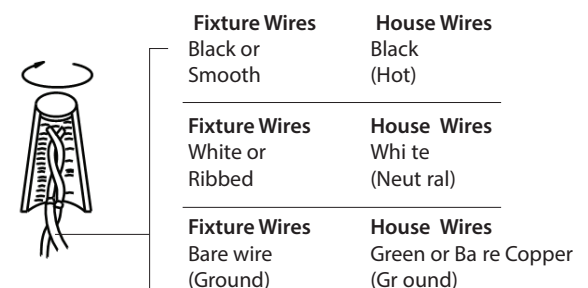 Fixture Wires House Wires
Black or Black
Smooth (Hot)
Fixture Wires House Wires
White or Whi te
Ribbed (Neut ral)
Fixture Wires House Wires
Bare wire Green or Ba re Copper
(Ground) (Gr ound)